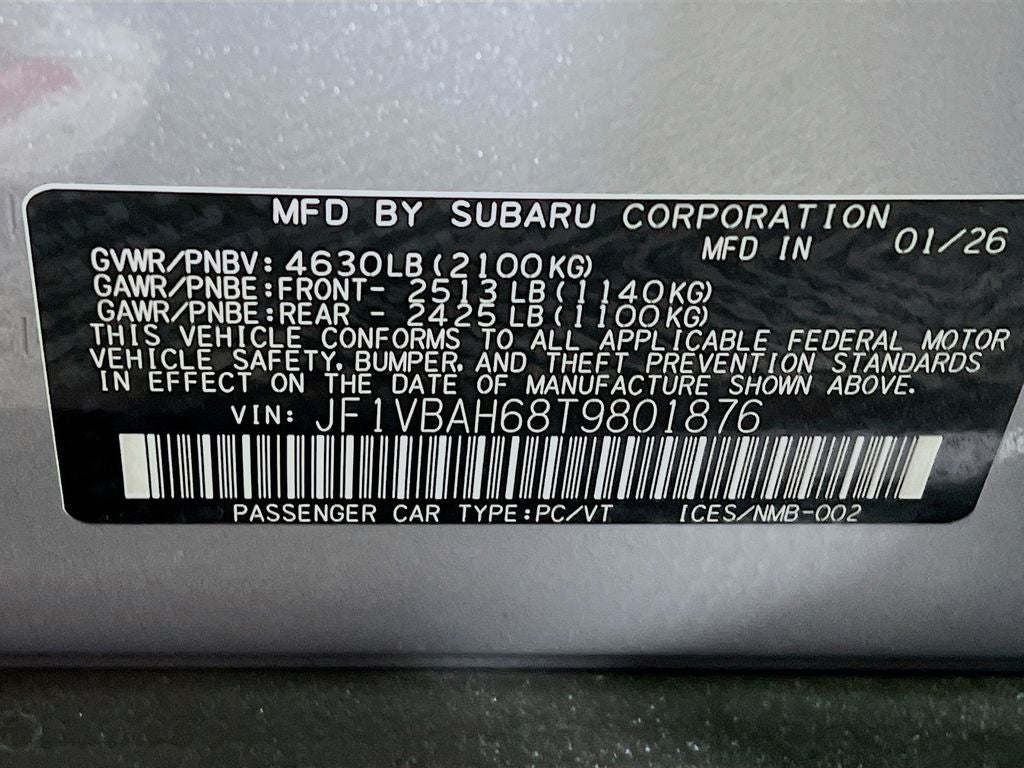 MFD BY SUBARU CORPORATION
MFD IN 01/26
GVWR/PNBV: 4630LB (2100KG)
GAWR/PNBE:FRONT- 2513 LB (1140KG)
GAWR/PNBE:REAR - 2425 LB (1100KG)
THIS VEHICLE CONFORMS TO ALL APPLICABLE FEDERAL MOTOR
VEHICLE SAFETY, BUMPER, AND THEFT PREVENTION STANDARDS
IN EFFECT ON THE DATE OF MANUFACTURE SHOWN ABOVE.
VIN: JF1VBAH68T9801876
PASSENGER CAR TYPE:PC/VT ICES/NMB-002